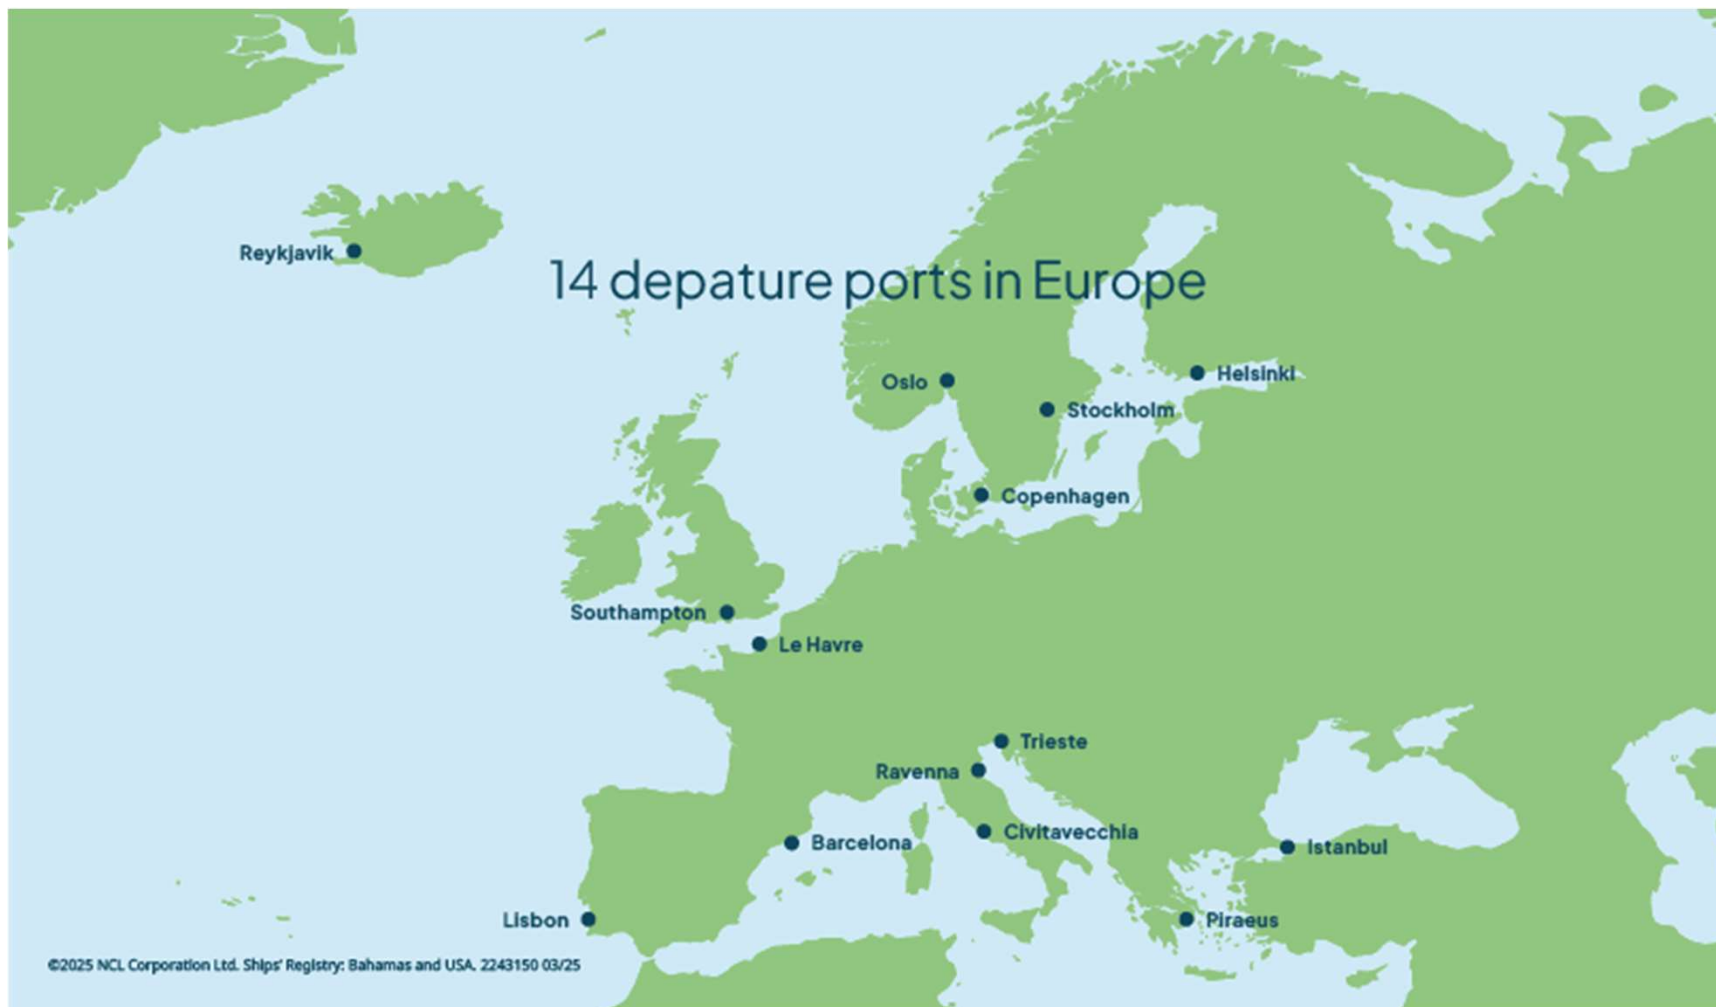 Reykjavik
14 depature ports in Europe
Helsinki
Oslo
Stockholm
Copenhagen
Southampton
Le Havre
Trieste
Ravenna
Civitavecchia
Barcelona
Istanbul
Lisbon
Piraeus
©2025 NCL Corporation Ltd. Ships' Registry: Bahamas and USA. 2243150 03/25